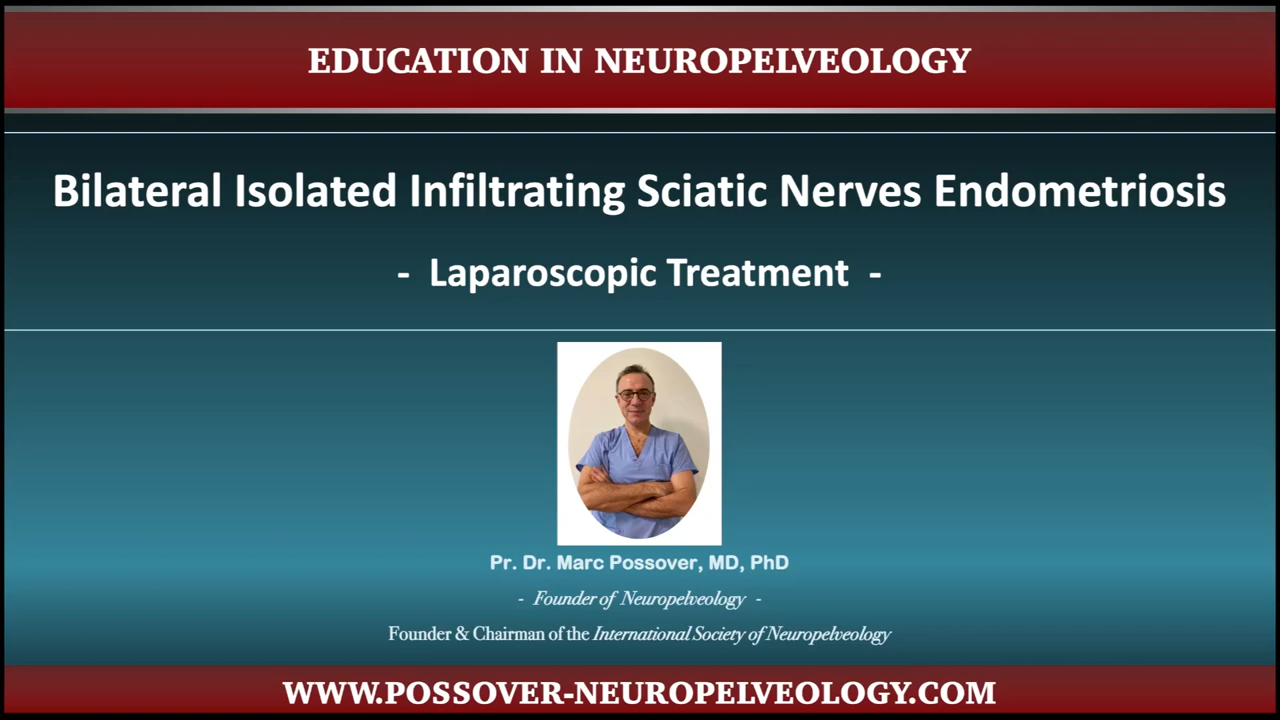 EDUCATION IN NEUROPELVEOLOGY
Bilateral Isolated Infiltrating Sciatic Nerves Endometriosis
- Laparoscopic Treatment -
Pr. Dr. Marc Possover, MD, PhD
- Founder of Neuropelveology -
Founder & Chairman of the International Society of Neuropelveology
WWW.POSSOVER-NEUROPELVEOLOGY.COM